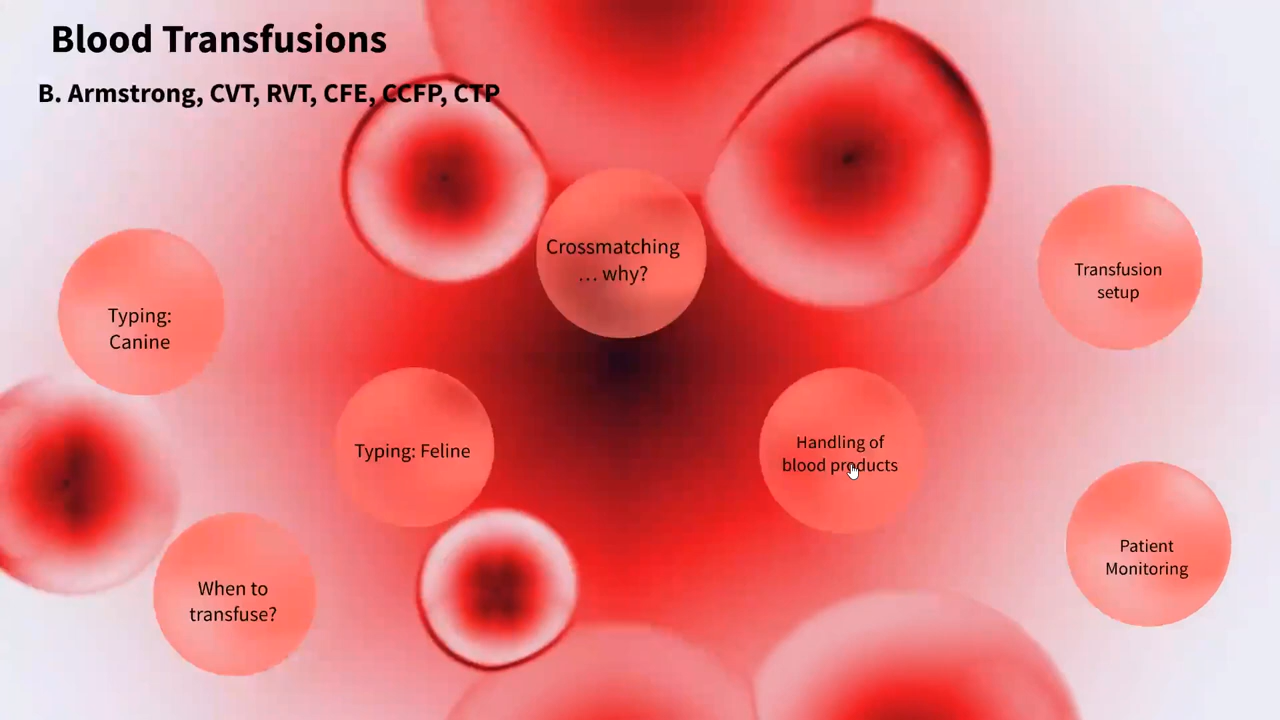 Blood Transfusions
B. Armstrong, CVT, RVT, CFE, CCFP, CTP
Crossmatching
... why?
Transfusion
setup
Typing:
Canine
Typing: Feline
Handling of
blood products
Patient
Monitoring
When to
transfuse?